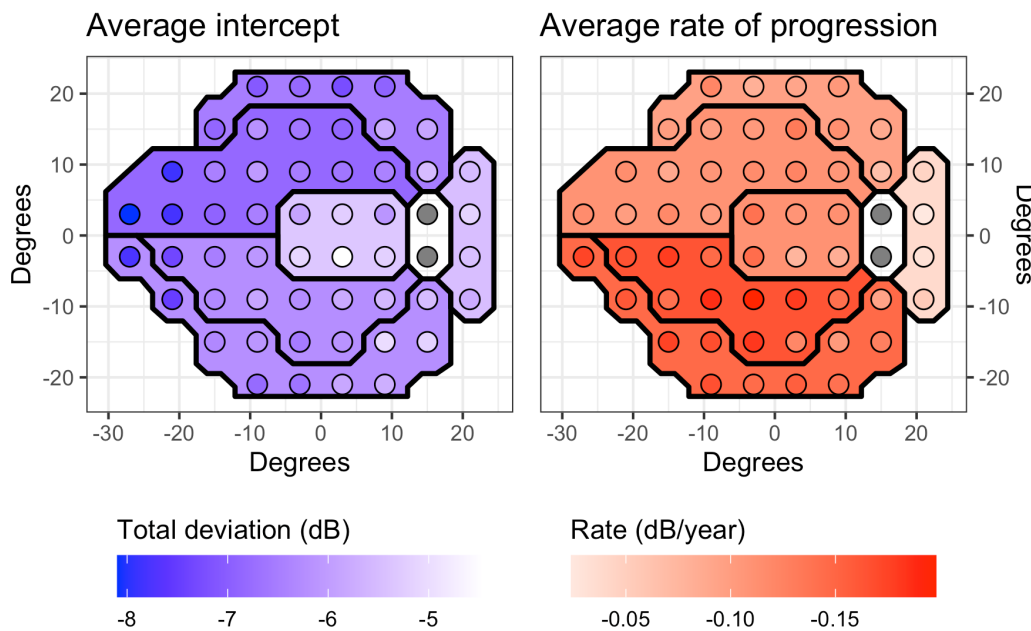 Average intercept
Average rate of progression
20
10
0
-10
-20
Degrees
-30 -20 -10 0 10 20
Degrees
20
10
0
-10
-20
Degrees
-30 -20 -10 0 10 20
Degrees
Total deviation (dB)
-8 -7 -6 -5
Rate (dB/year)
-0.05 -0.10 -0.15